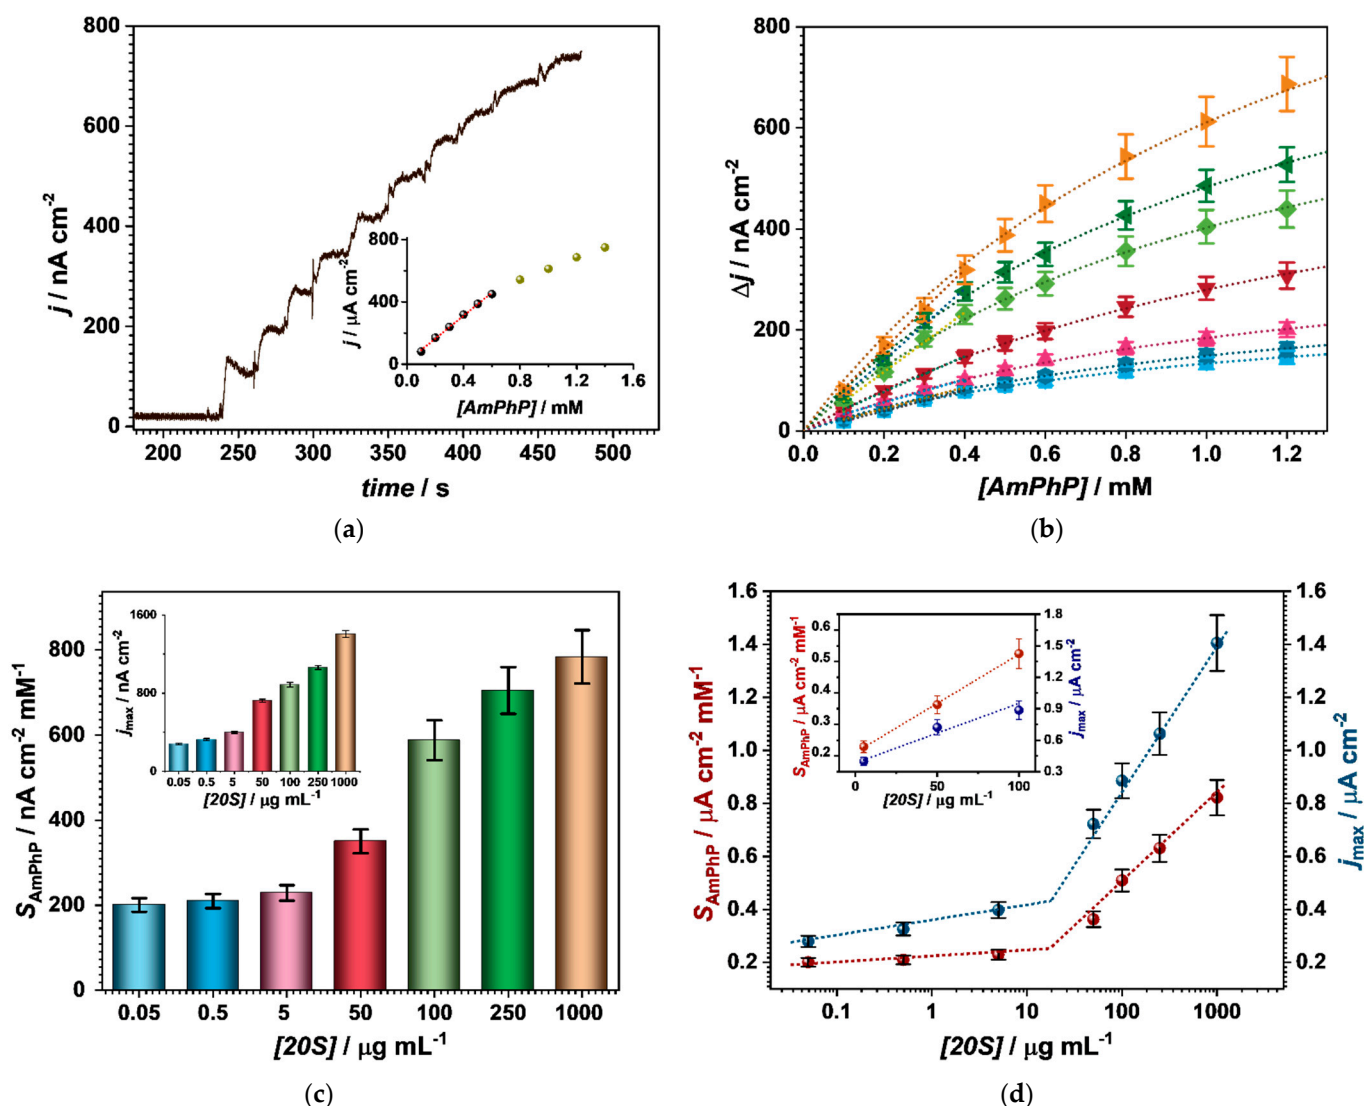 800
600
400
200
0
j / nA cm-2
200 250 300 350 400 450 500
time / s
800
400
0
j / μA cm-2
0.0 0.4 0.8 1.2 1.6
[AmPhP] / mM
(a)
800
600
400
200
0
Δj / nA cm-2
0.0 0.2 0.4 0.6 0.8 1.0 1.2
[AmPhP] / mM
(b)
800
600
400
200
0
SAmPhP / nA cm-2 mM-1
0.05 0.5 5 50 100 250 1000
[20S] / μg mL-1
1600
800
0
jmax / nA cm-2
0.05 0.5 5 50 100 250 1000
[20S] / μg mL-1
(c)
1.6
1.4
1.2
1.0
0.8
0.6
0.4
0.2
SAmPhP / μA cm-2 mM-1
0.1 1 10 100 1000
[20S] / μg mL-1
1.6
1.4
1.2
1.0
0.8
0.6
0.4
0.2
jmax / μA cm-2
0.6
0.5
0.4
0.3
0.2
SAmPhP / μA cm-2 mM-1
0 50 100
[20S] / μg mL-1
1.8
1.5
1.2
0.9
0.6
0.3
jmax / μA cm-2
(d)